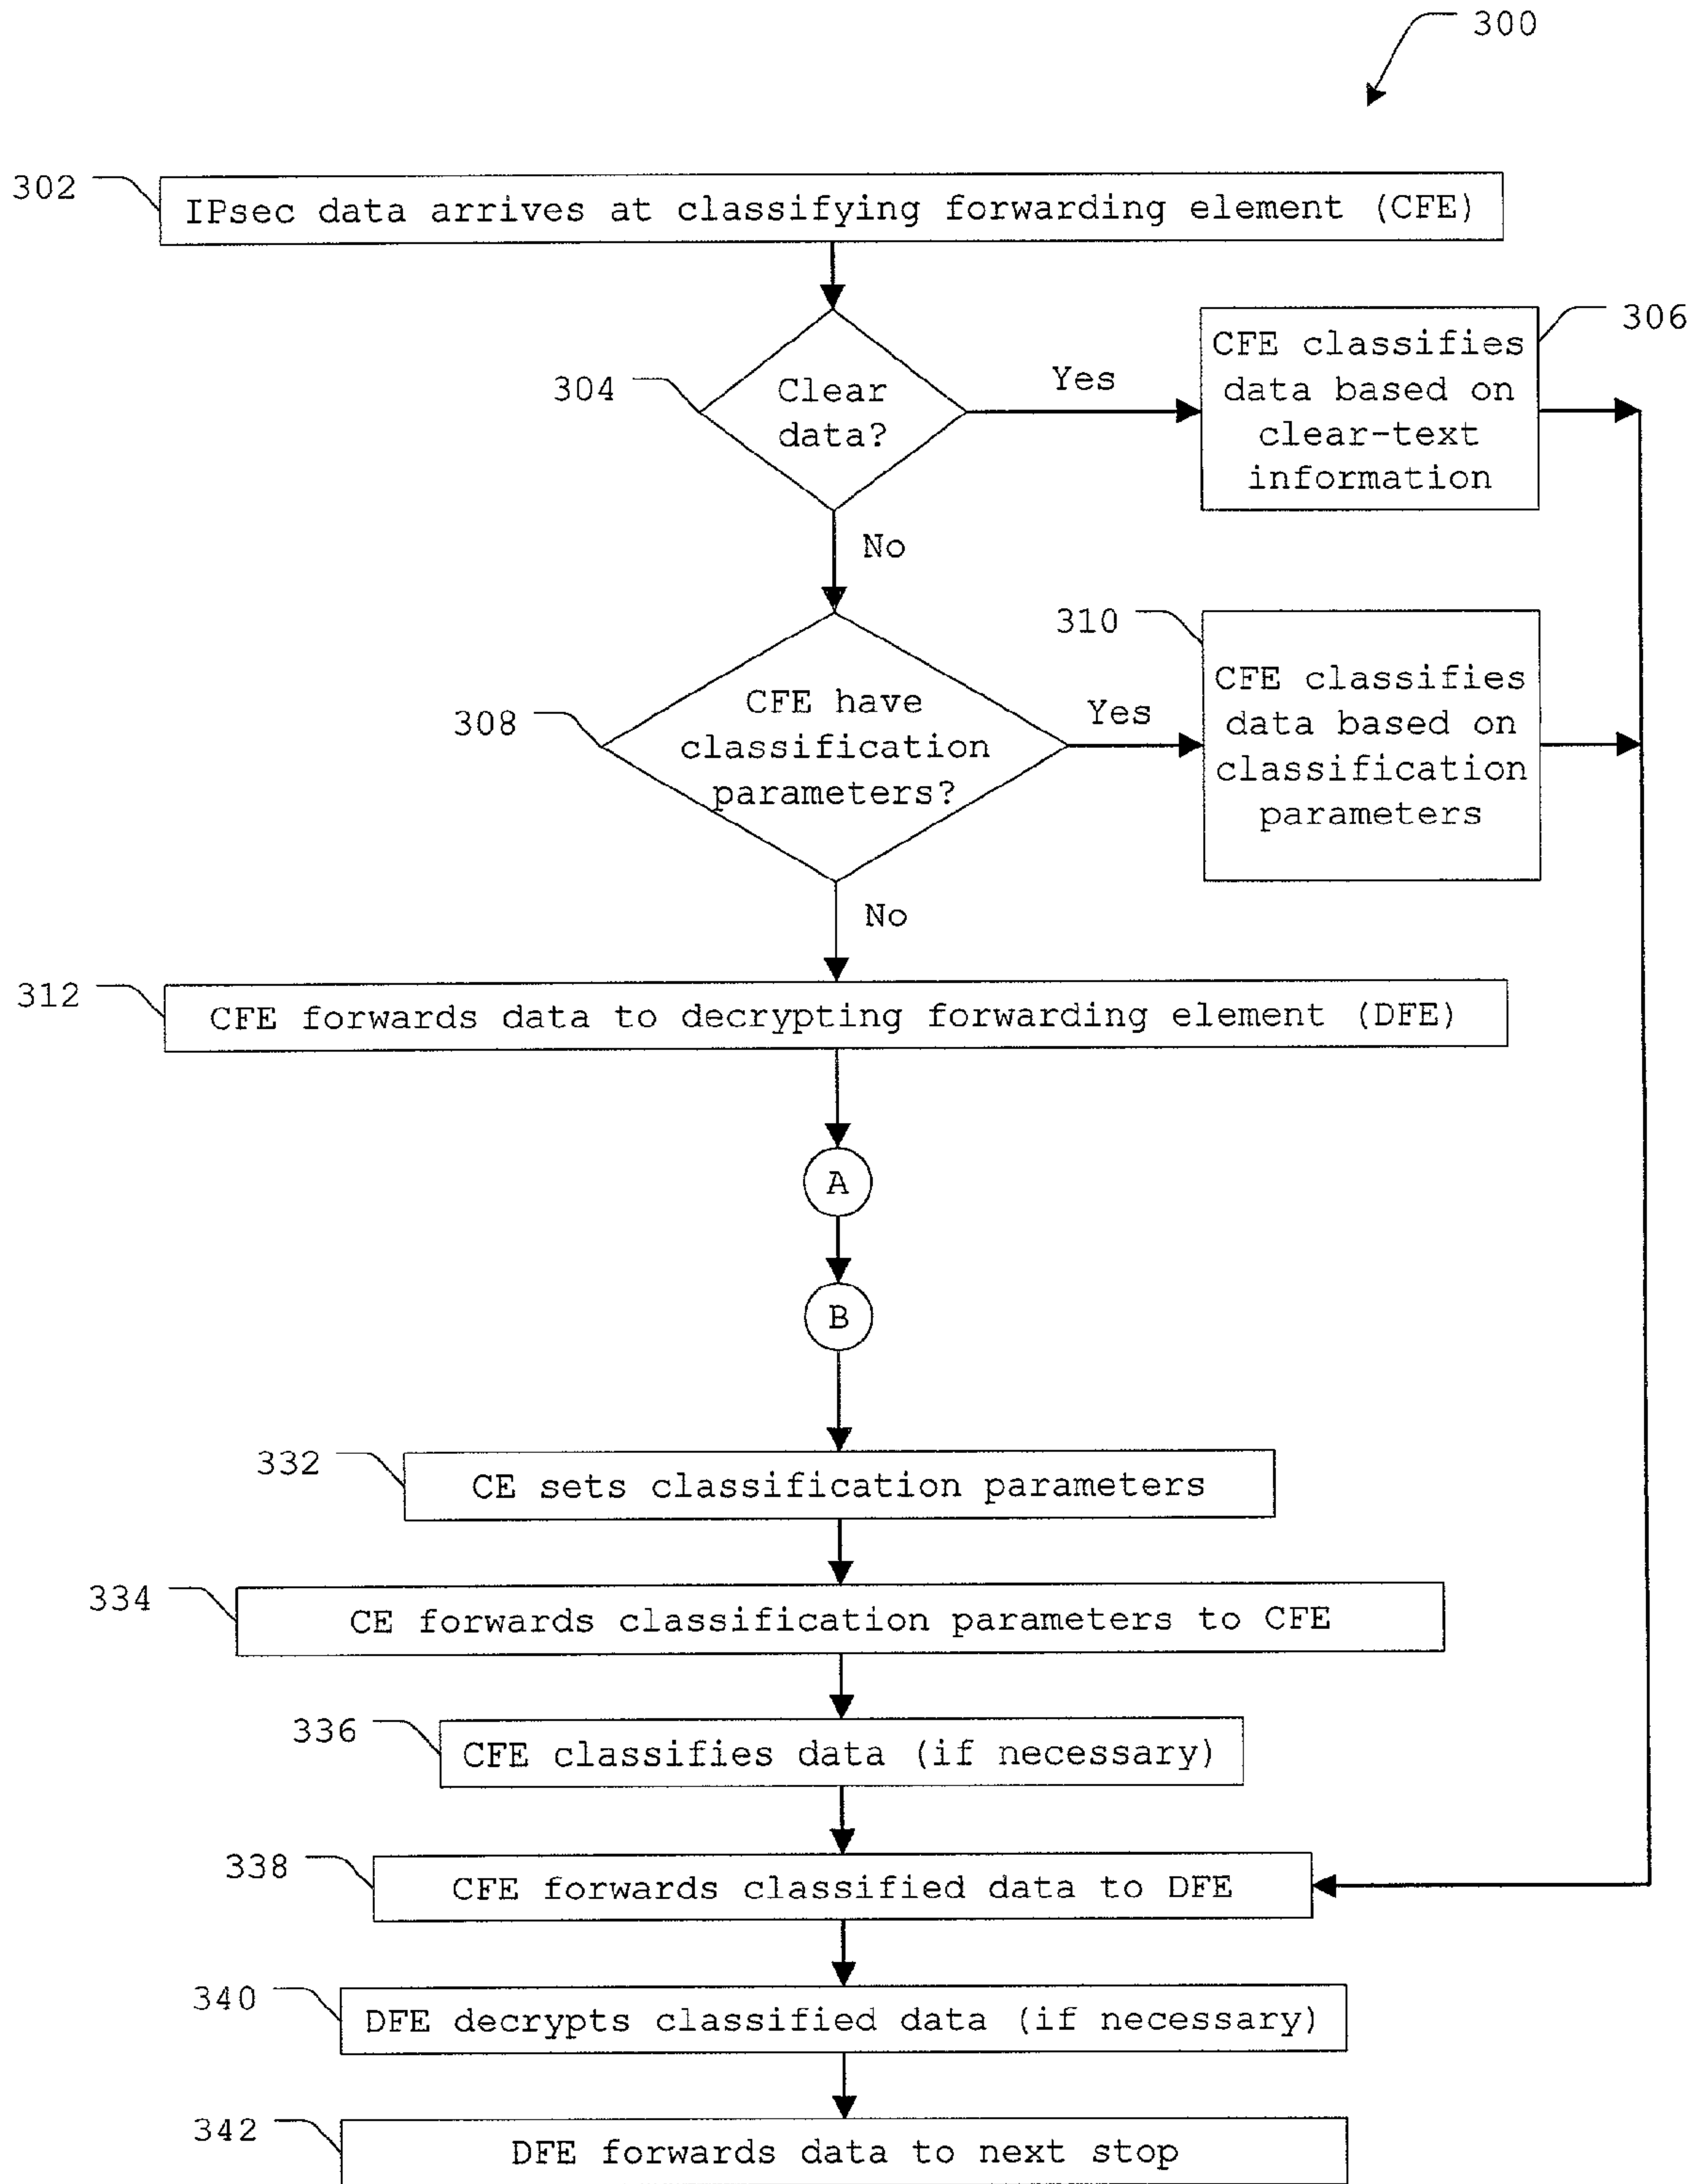 300
302
IPsec data arrives at classifying forwarding element (CFE)
304
Clear
data?
Yes
306
CFE classifies
data based on
clear-text
information
No
308
CFE have
classification
parameters?
Yes
310
CFE classifies
data based on
classification
parameters
No
312
CFE forwards data to decrypting forwarding element (DFE)
A
B
332
CE sets classification parameters
334
CE forwards classification parameters to CFE
336
CFE classifies data (if necessary)
338
CFE forwards classified data to DFE
340
DFE decrypts classified data (if necessary)
342
DFE forwards data to next stop